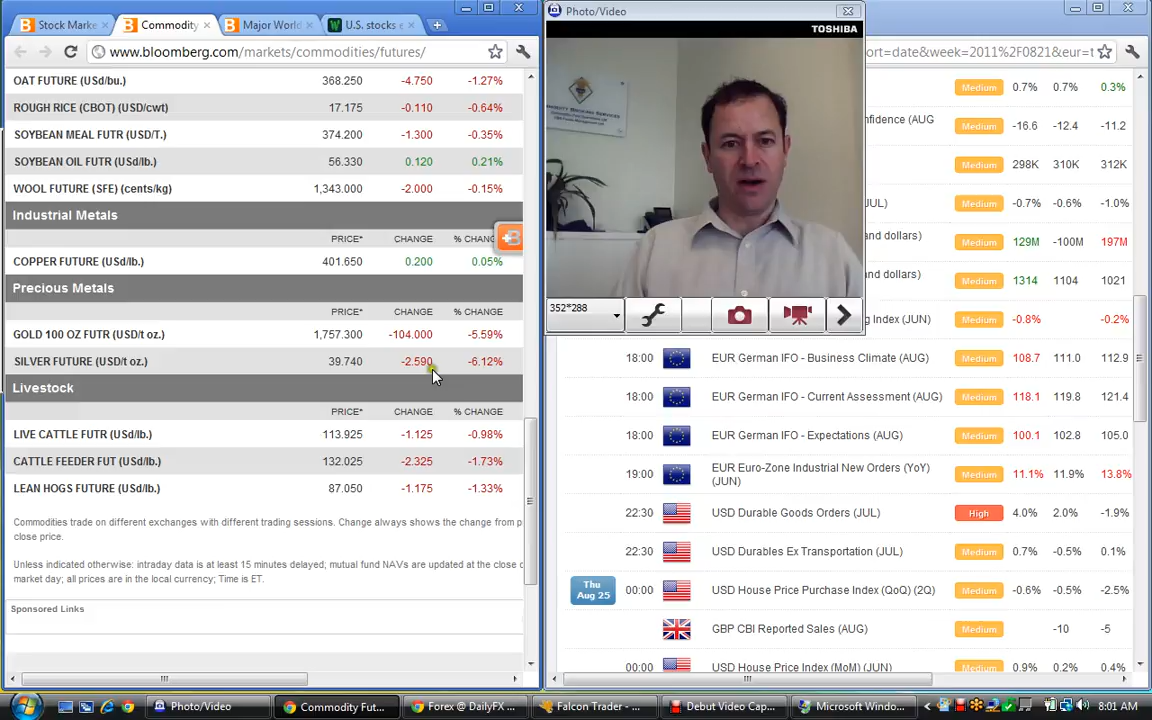 Stock Marke
Commodity
Major World
U.S. stocks e
www.bloomberg.com/markets/commodities/futures/
OAT FUTURE (USd/bu.) 368.250 -4.750 -1.27%
ROUGH RICE (CBOT) (USD/cwt) 17.175 -0.110 -0.64%
SOYBEAN MEAL FUTR (USD/T.) 374.200 -1.300 -0.35%
SOYBEAN OIL FUTR (USd/lb.) 56.330 0.120 0.21%
WOOL FUTURE (SFE) (cents/kg) 1,343.000 -2.000 -0.15%
Industrial Metals
PRICE* CHANGE % CHANG
COPPER FUTURE (USd/lb.) 401.650 0.200 0.05%
Precious Metals
PRICE* CHANGE % CHANGE
GOLD 100 OZ FUTR (USD/t oz.) 1,757.300 -104.000 -5.59%
SILVER FUTURE (USD/t oz.) 39.740 -2.590 -6.12%
Livestock
PRICE* CHANGE % CHANGE
LIVE CATTLE FUTR (USd/lb.) 113.925 -1.125 -0.98%
CATTLE FEEDER FUT (USd/lb.) 132.025 -2.325 -1.73%
LEAN HOGS FUTURE (USd/lb.) 87.050 -1.175 -1.33%
Commodities trade on different exchanges with different trading sessions. Change always shows the change from p
close price.
Unless indicated otherwise: intraday data is at least 15 minutes delayed; mutual fund NAVs are updated at the close o
market day; all prices are in the local currency; Time is ET.
Sponsored Links
Photo/Video
TOSHIBA
352*288
ort=date&week=2011%2F0821&eur=t
Medium 0.7% 0.7% 0.3%
nfidence (AUG Medium -16.6 -12.4 -11.2
Medium 298K 310K 312K
JUL) Medium -0.7% -0.6% -1.0%
and dollars) Medium 129M -100M 197M
and dollars) Medium 1314 1104 1021
g Index (JUN) Medium -0.8% -0.2%
18:00 EUR German IFO - Business Climate (AUG) Medium 108.7 111.0 112.9
18:00 EUR German IFO - Current Assessment (AUG) Medium 118.1 119.8 121.4
18:00 EUR German IFO - Expectations (AUG) Medium 100.1 102.8 105.0
19:00 EUR Euro-Zone Industrial New Orders (YoY) Medium 11.1% 11.9% 13.8%
(JUN)
22:30 USD Durable Goods Orders (JUL) High 4.0% 2.0% -1.9%
22:30 USD Durables Ex Transportation (JUL) Medium 0.7% -0.5% 0.1%
Thu
Aug 25
00:00 USD House Price Purchase Index (QoQ) (2Q) Medium -0.6% -0.5% -2.5%
GBP CBI Reported Sales (AUG) Medium -10 -5
00:00 USD House Price Index (MoM) (JUN) Medium 0.9% 0.2% 0.4%
Photo/Video
Commodity Fut...
Forex @ DailyFX ...
Falcon Trader - ...
Debut Video Cap...
Microsoft Windo...
8:01 AM